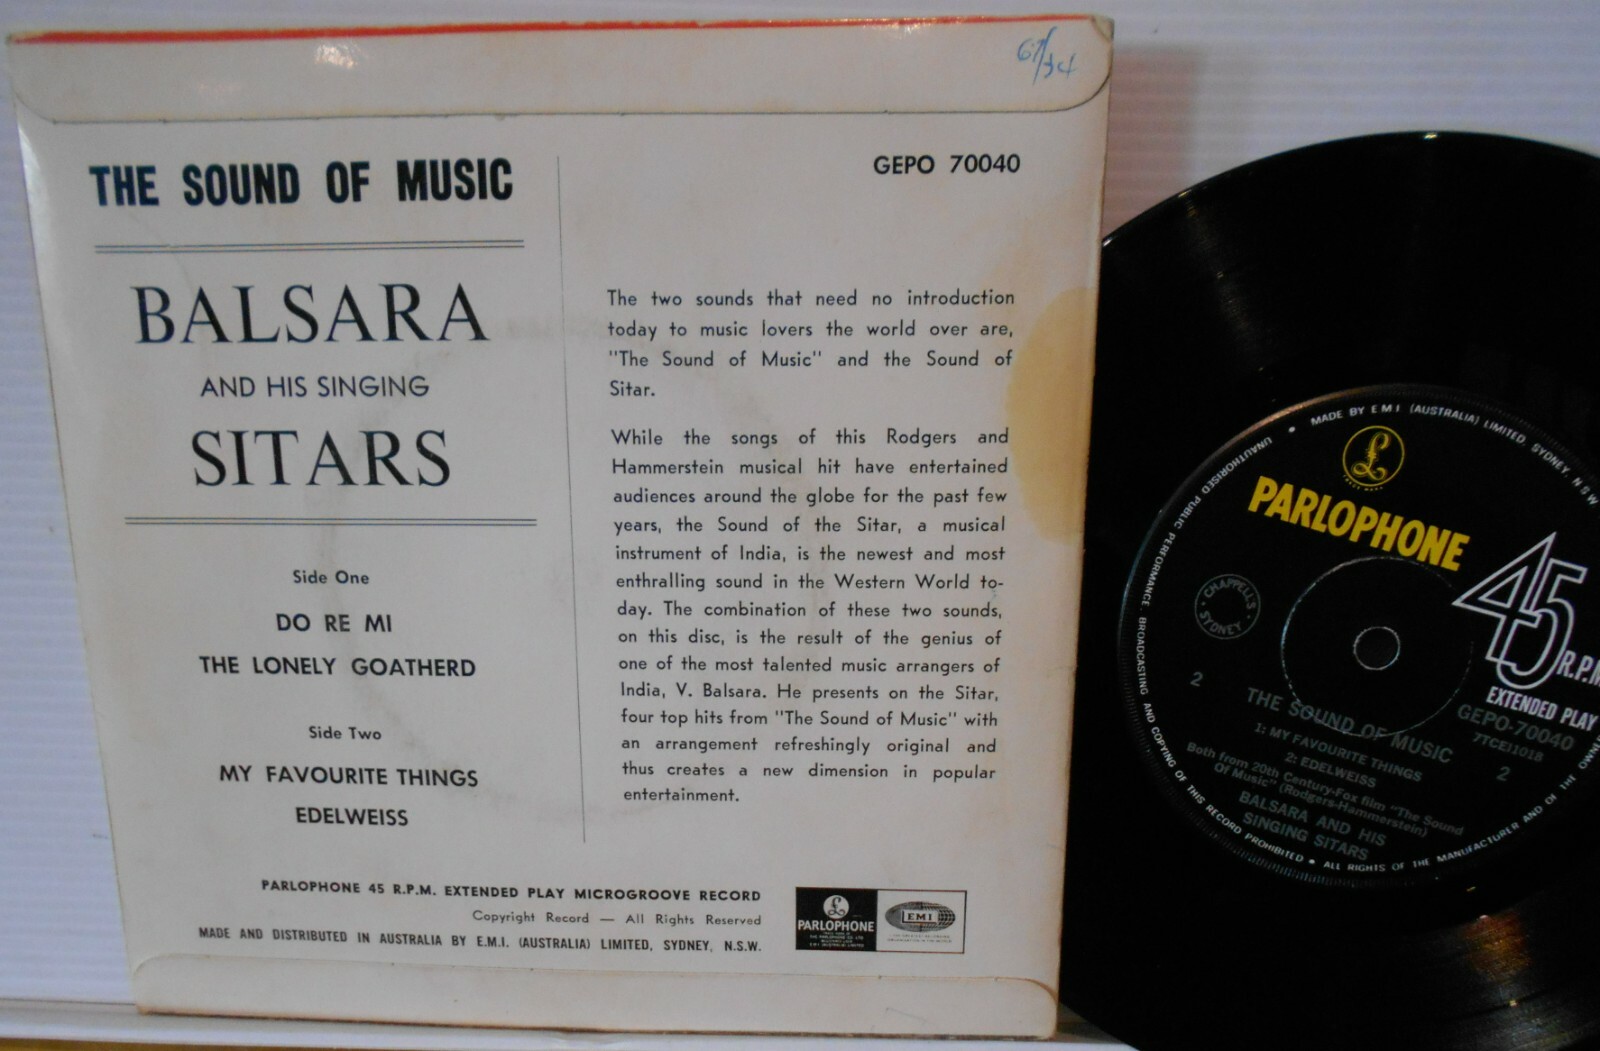 67/34
THE SOUND OF MUSIC
BALSARA
AND HIS SINGING
SITARS
Side One
DO RE MI
THE LONELY GOATHERD
Side Two
MY FAVOURITE THINGS
EDELWEISS
GEPO 70040
The two sounds that need no introduction
today to music lovers the world over are,
"The Sound of Music" and the Sound of
Sitar.
While the songs of this Rodgers and
Hammerstein musical hit have entertained
audiences around the globe for the past few
years, the Sound of the Sitar, a musical
instrument of India, is the newest and most
enthralling sound in the Western World to-
day. The combination of these two sounds,
on this disc, is the result of the genius of
one of the most talented music arrangers of
India, V. Balsara. He presents on the Sitar,
four top hits from "The Sound of Music" with
an arrangement refreshingly original and
thus creates a new dimension in popular
entertainment.
PARLOPHONE 45 R.P.M. EXTENDED PLAY MICROGROOVE RECORD
Copyright Record — All Rights Reserved
MADE AND DISTRIBUTED IN AUSTRALIA BY E.M.I. (AUSTRALIA) LIMITED, SYDNEY, N.S.W.
£
PARLOPHONE
EMI
MADE BY E M I (AUSTRALIA) LIMITED, SYDNEY, N S W
UNAUTHORISED PUBLIC PERFORMANCE, BROADCASTING AND COPYING OF THIS RECORD PROHIBITED • ALL RIGHTS OF THE MANUFACTURER AND OF THE
£
PARLOPHONE
45 R.P.M
EXTENDED PLAY
CHAPPELL'S
SYDNEY
GEPO-70040
7TCEI1018
2
2
THE SOUND OF MUSIC
1: MY FAVOURITE THINGS
2: EDELWEISS
Both from 20th Century-Fox film "The Sound
Of Music" (Rodgers-Hammerstein)
BALSARA AND HIS
SINGING SITARS